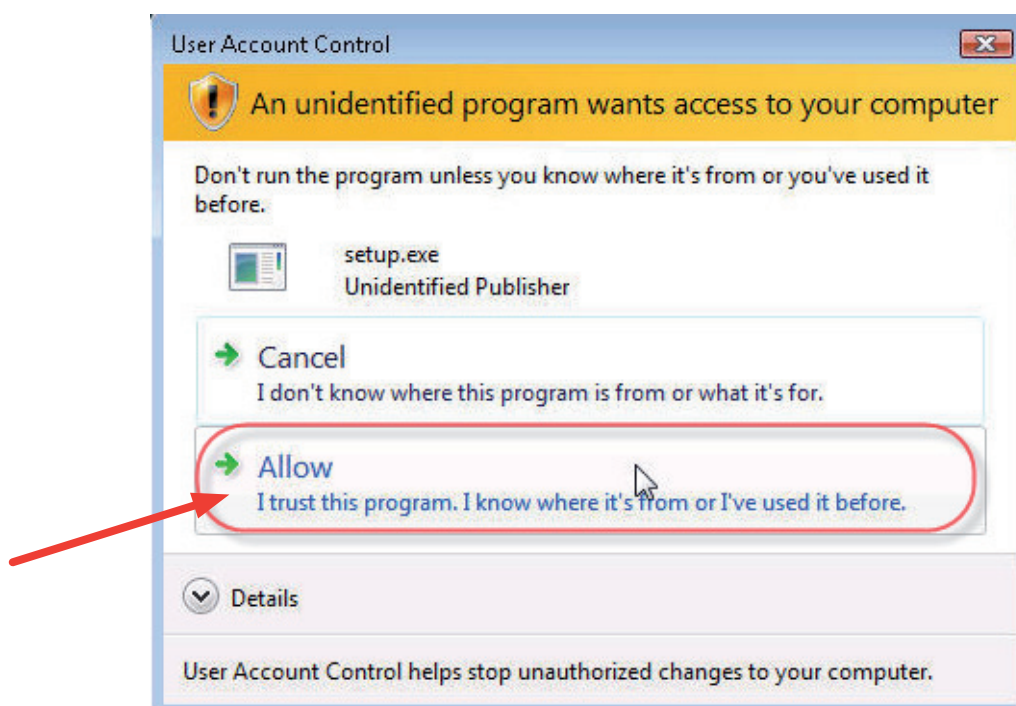 User Account Control
An unidentified program wants access to your computer
Don't run the program unless you know where it's from or you've used it
before.
setup.exe
Unidentified Publisher
Cancel
I don't know where this program is from or what it's for.
Allow
I trust this program. I know where it's from or I've used it before.
Details
User Account Control helps stop unauthorized changes to your computer.